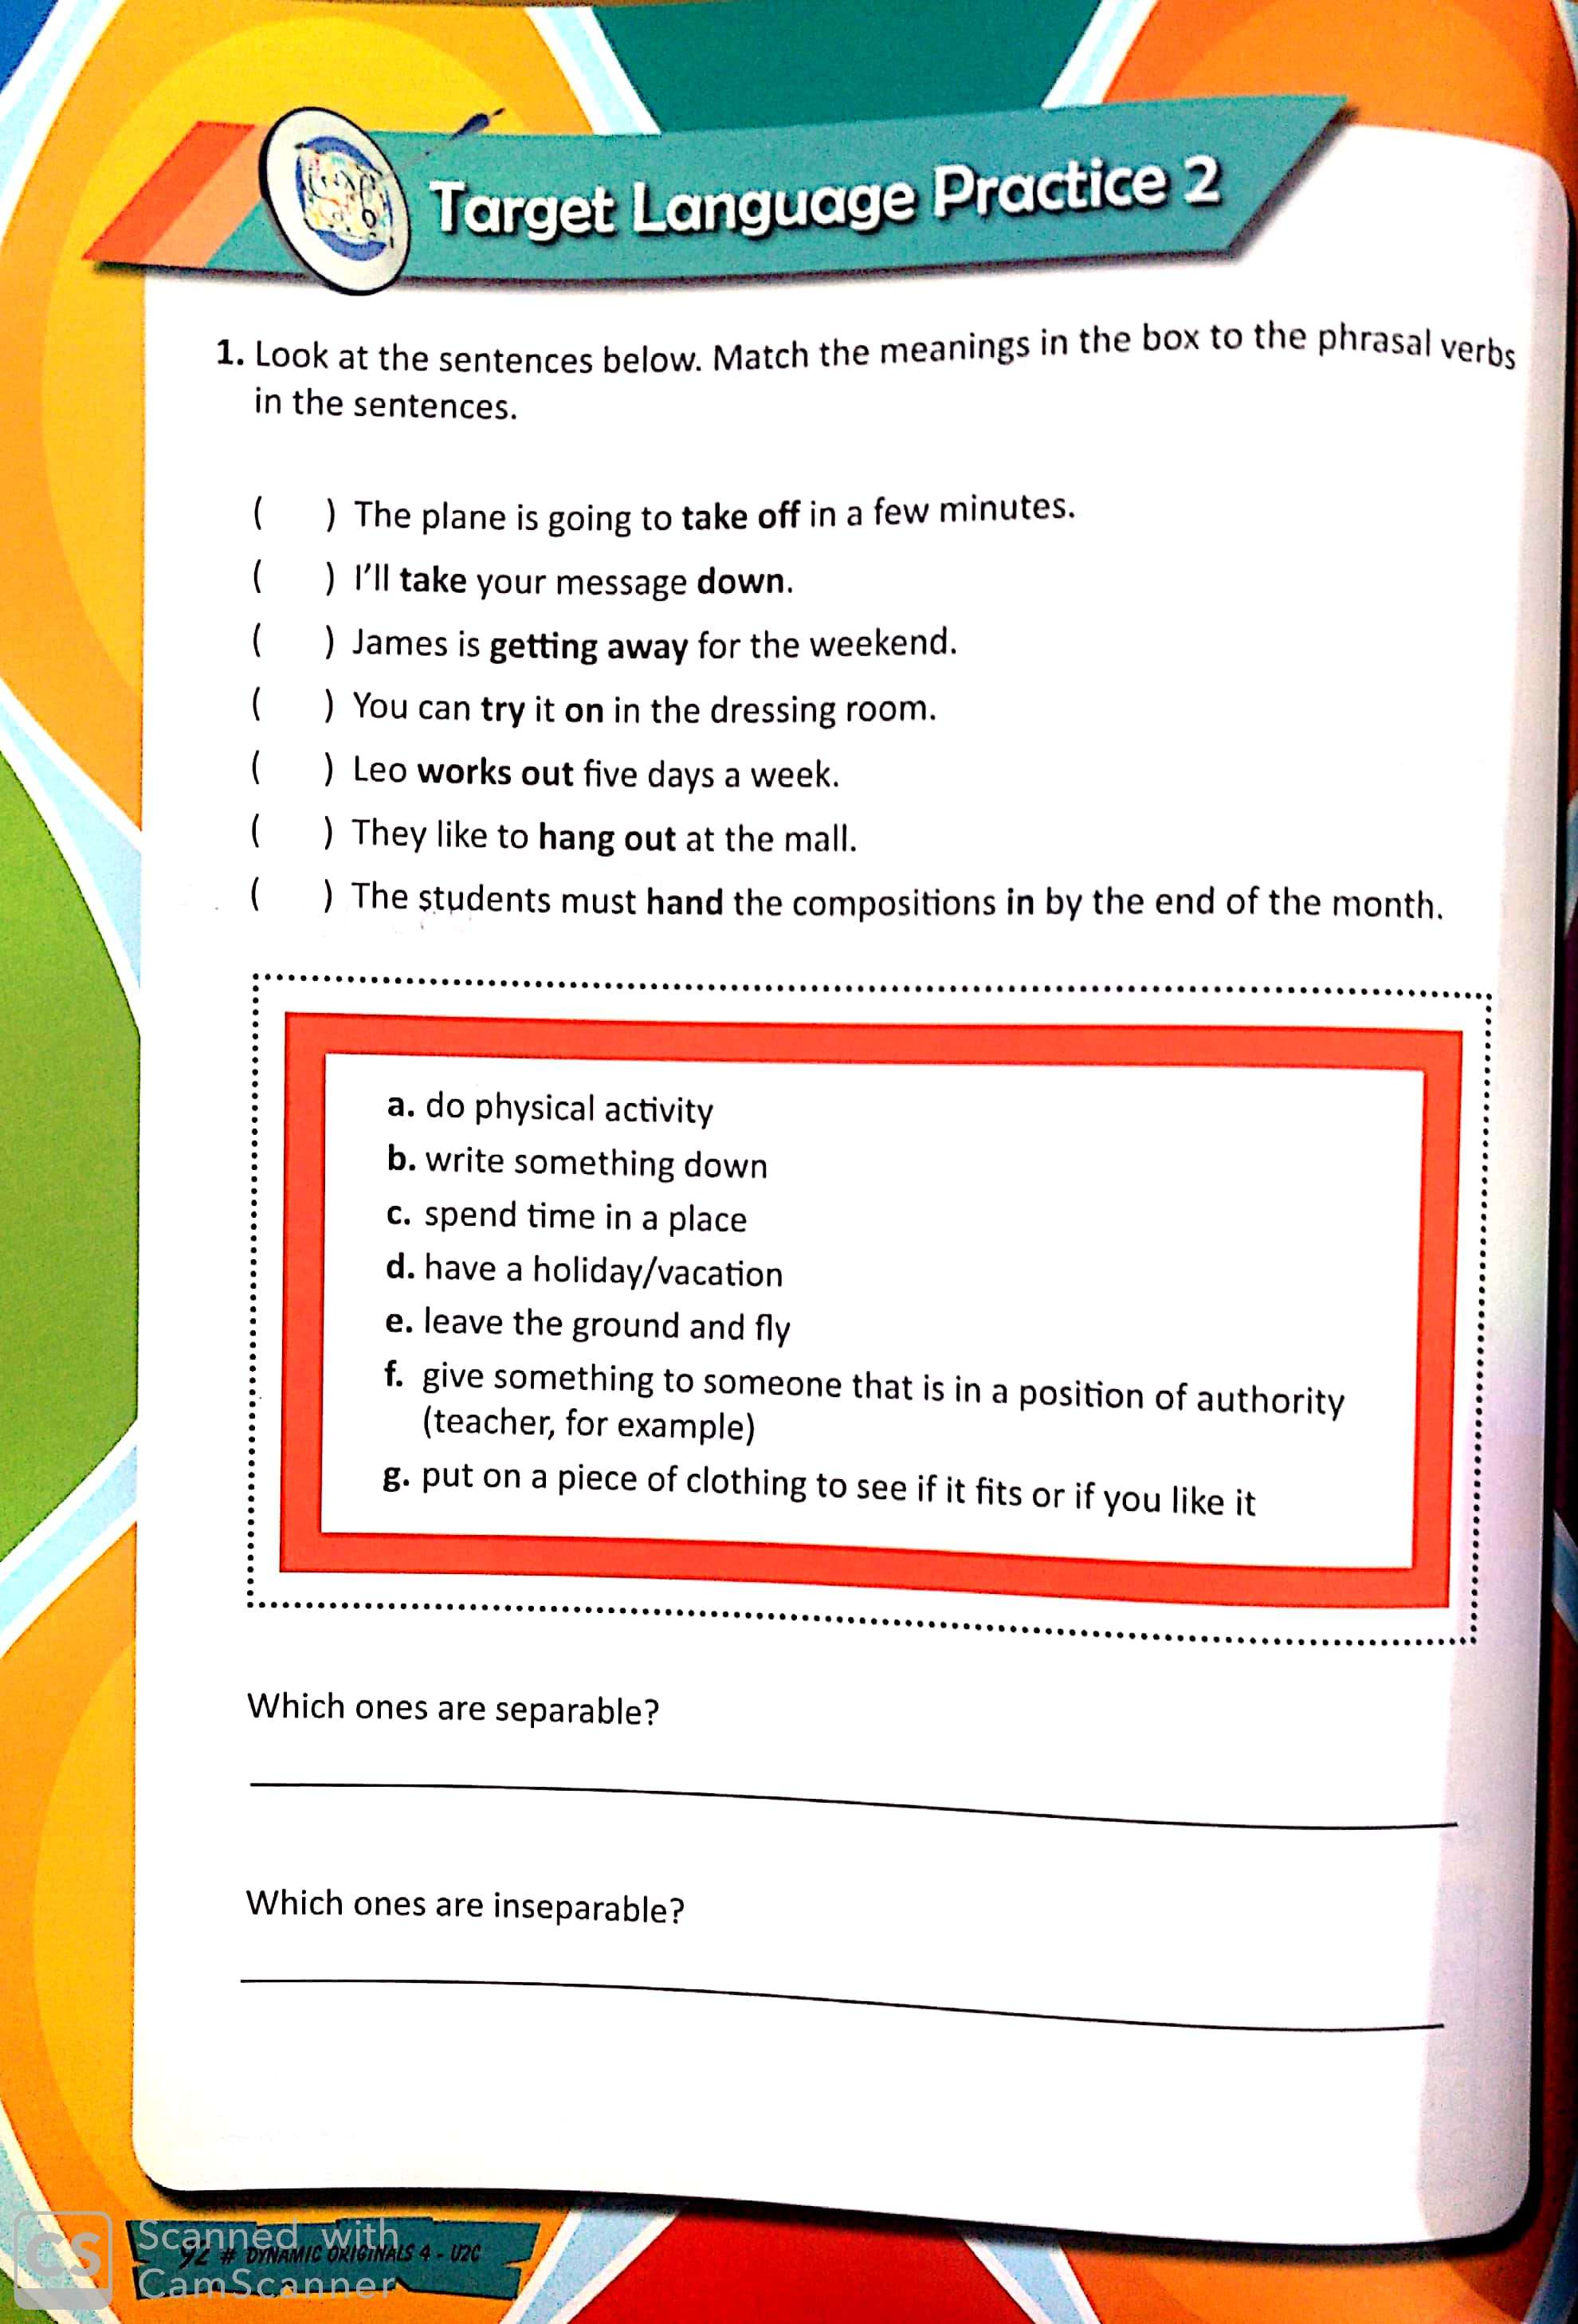 Target Language Practice 2
1. Look at the sentences below. Match the meanings in the box to the phrasal verbs
in the sentences.
( ) The plane is going to take off in a few minutes.
( ) I'll take your message down.
( ) James is getting away for the weekend.
( ) You can try it on in the dressing room.
( ) Leo works out five days a week.
( ) They like to hang out at the mall.
( ) The students must hand the compositions in by the end of the month.
a. do physical activity
b. write something down
c. spend time in a place
d. have a holiday/vacation
e. leave the ground and fly
f. give something to someone that is in a position of authority
(teacher, for example)
g. put on a piece of clothing to see if it fits or if you like it
Which ones are separable?
Which ones are inseparable?
92 # DYNAMIC ORIGINALS 4 - U2C
CS
Scanned with
CamScanner